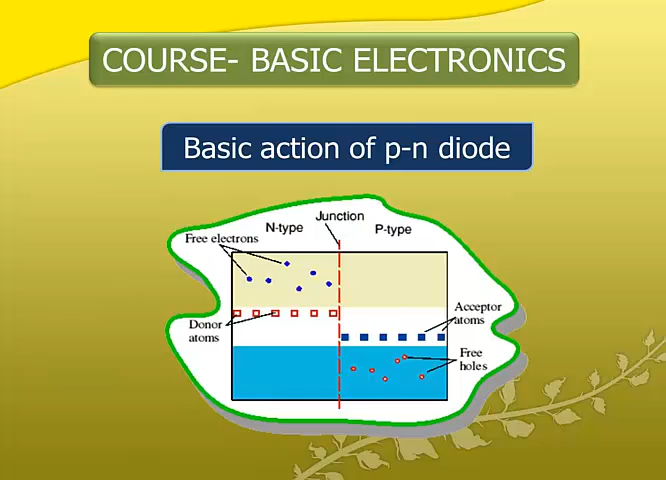 COURSE- BASIC ELECTRONICS
Basic action of p-n diode
Junction
N-type
P-type
Free electrons
Donor
atoms
Acceptor
atoms
Free
holes